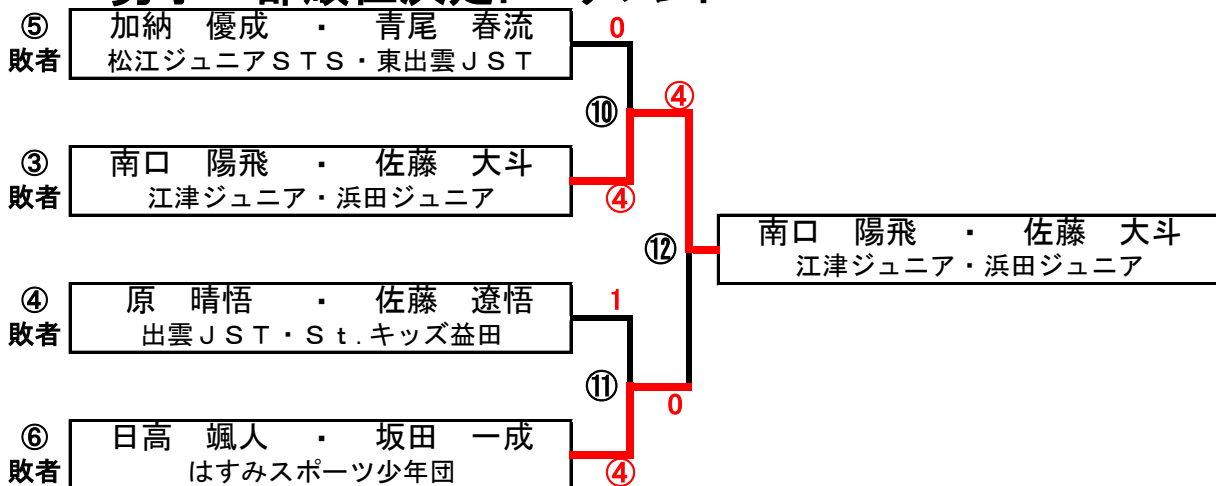 ⑤
敗者
加納　優成　・　青尾　春流
松江ジュニアＳＴＳ・東出雲ＪＳＴ
0
⑩
④
③
敗者
南口　陽飛　・　佐藤　大斗
江津ジュニア・浜田ジュニア
④
⑫
南口　陽飛　・　佐藤　大斗
江津ジュニア・浜田ジュニア
④
敗者
原　晴悟　・　佐藤　遼悟
出雲ＪＳＴ・Ｓｔ.キッズ益田
1
⑪
0
⑥
敗者
日高　颯人　・　坂田　一成
はすみスポーツ少年団
④